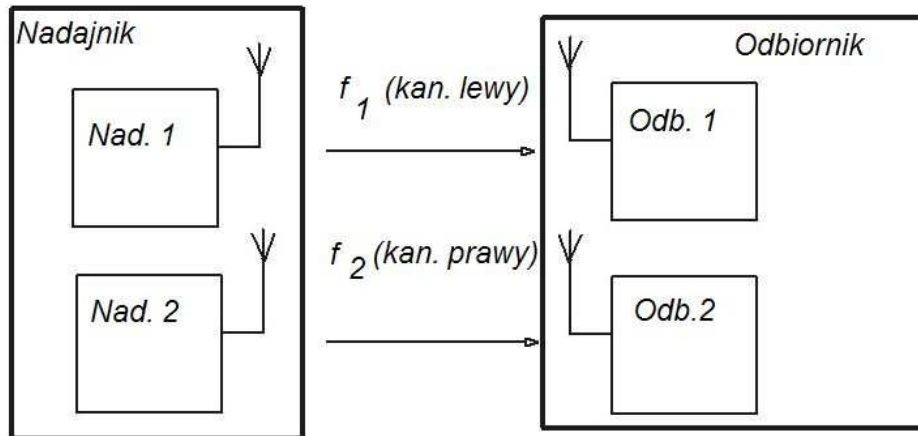 Nadajnik
Nad. 1
Nad. 2
f 1 (kan. lewy)
f 2 (kan. prawy)
Odbiornik
Odb. 1
Odb.2